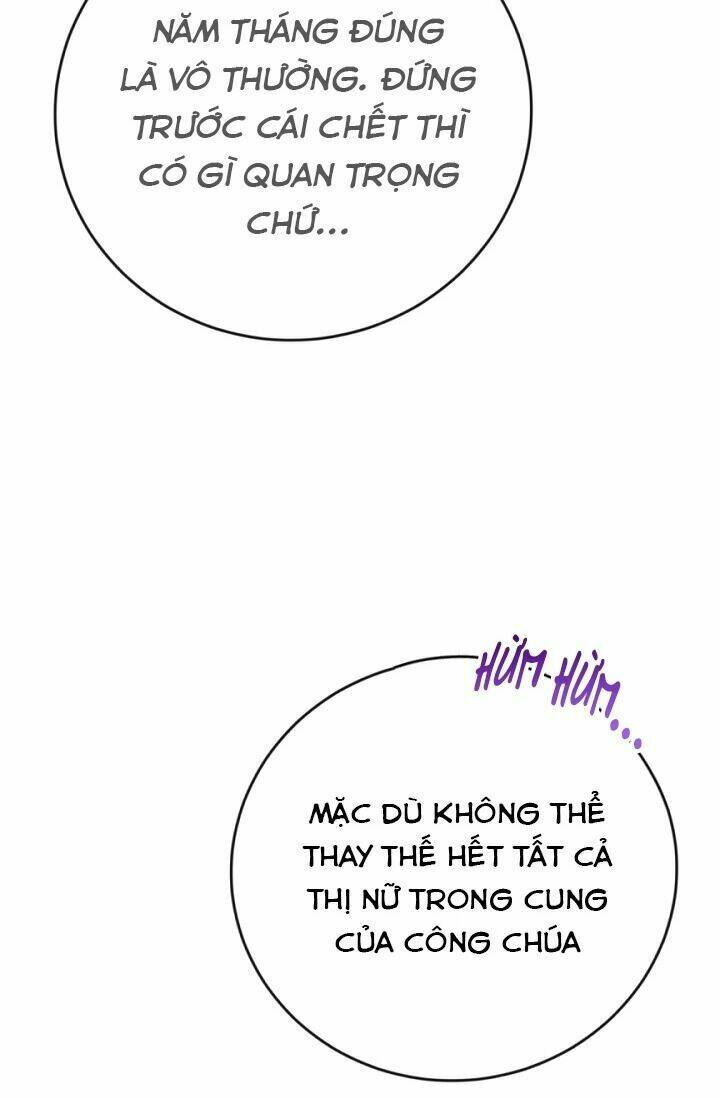 NĂM THÁNG ĐÚNG
LÀ VÔ THƯỜNG. ĐỨNG
TRƯỚC CÁI CHẾT THÌ
CÓ GÌ QUAN TRỌNG
CHỨ...
HỪM HỪM...
MẶC DÙ KHÔNG THỂ
THAY THẾ HẾT TẤT CẢ
THỊ NỮ TRONG CUNG
CỦA CÔNG CHÚA